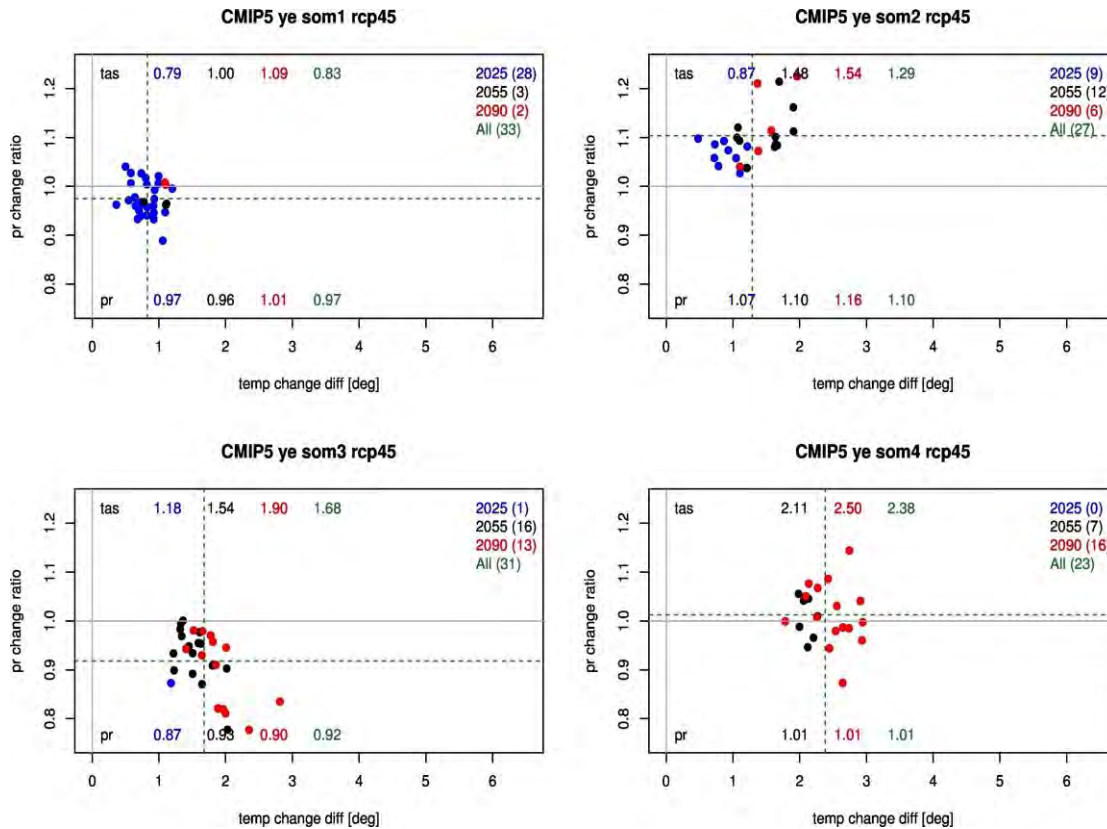 CMIP5 ye som1 rcp45
tas 0.79 1.00 1.09 0.83 2025 (28)
2055 (3)
2090 (2)
All (33)
pr change ratio
1.2
1.1
1.0
0.9
0.8
pr 0.97 0.96 1.01 0.97
0 1 2 3 4 5 6
temp change diff [deg]
CMIP5 ye som2 rcp45
tas 0.87 1.48 1.54 1.29 2025 (9)
2055 (12)
2090 (6)
All (27)
pr change ratio
1.2
1.1
1.0
0.9
0.8
pr 1.07 1.10 1.16 1.10
0 1 2 3 4 5 6
temp change diff [deg]
CMIP5 ye som3 rcp45
tas 1.18 1.54 1.90 1.68 2025 (1)
2055 (16)
2090 (13)
All (31)
pr change ratio
1.2
1.1
1.0
0.9
0.8
pr 0.87 0.93 0.90 0.92
0 1 2 3 4 5 6
temp change diff [deg]
CMIP5 ye som4 rcp45
tas 2.11 2.50 2.38 2025 (0)
2055 (7)
2090 (16)
All (23)
pr change ratio
1.2
1.1
1.0
0.9
0.8
pr 1.01 1.01 1.01
0 1 2 3 4 5 6
temp change diff [deg]